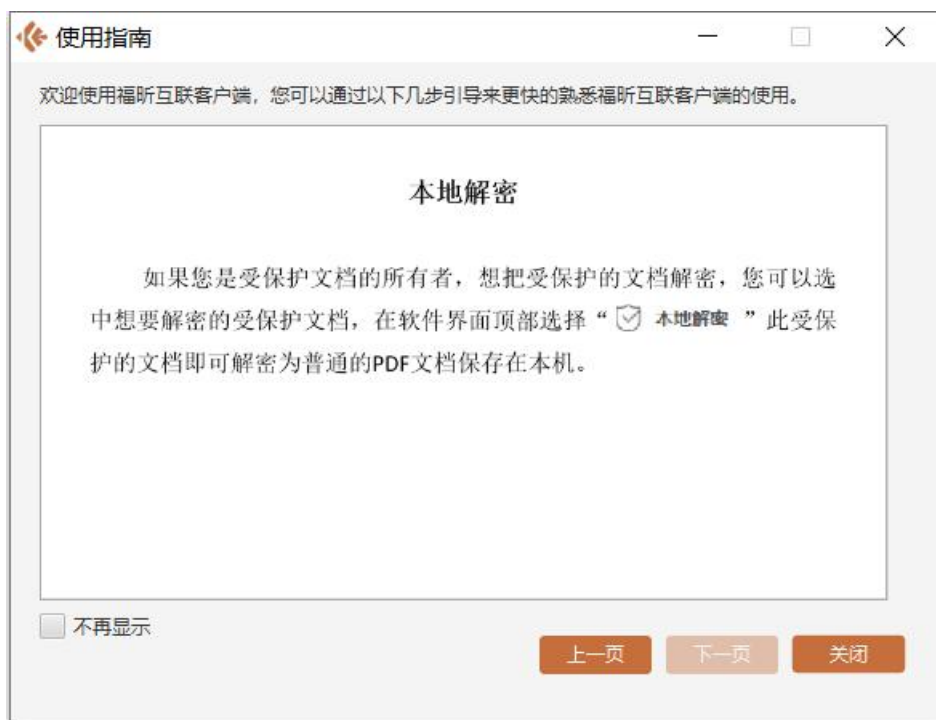 使用指南
欢迎使用福昕互联客户端，您可以通过以下几步引导来更快的熟悉福昕互联客户端的使用。
本地解密
如果您是受保护文档的所有者，想把受保护的文档解密，您可以选
中想要解密的受保护文档，在软件界面顶部选择“ 本地解密 ”此受保
护的文档即可解密为普通的PDF文档保存在本机。
不再显示
上一页 下一页 关闭